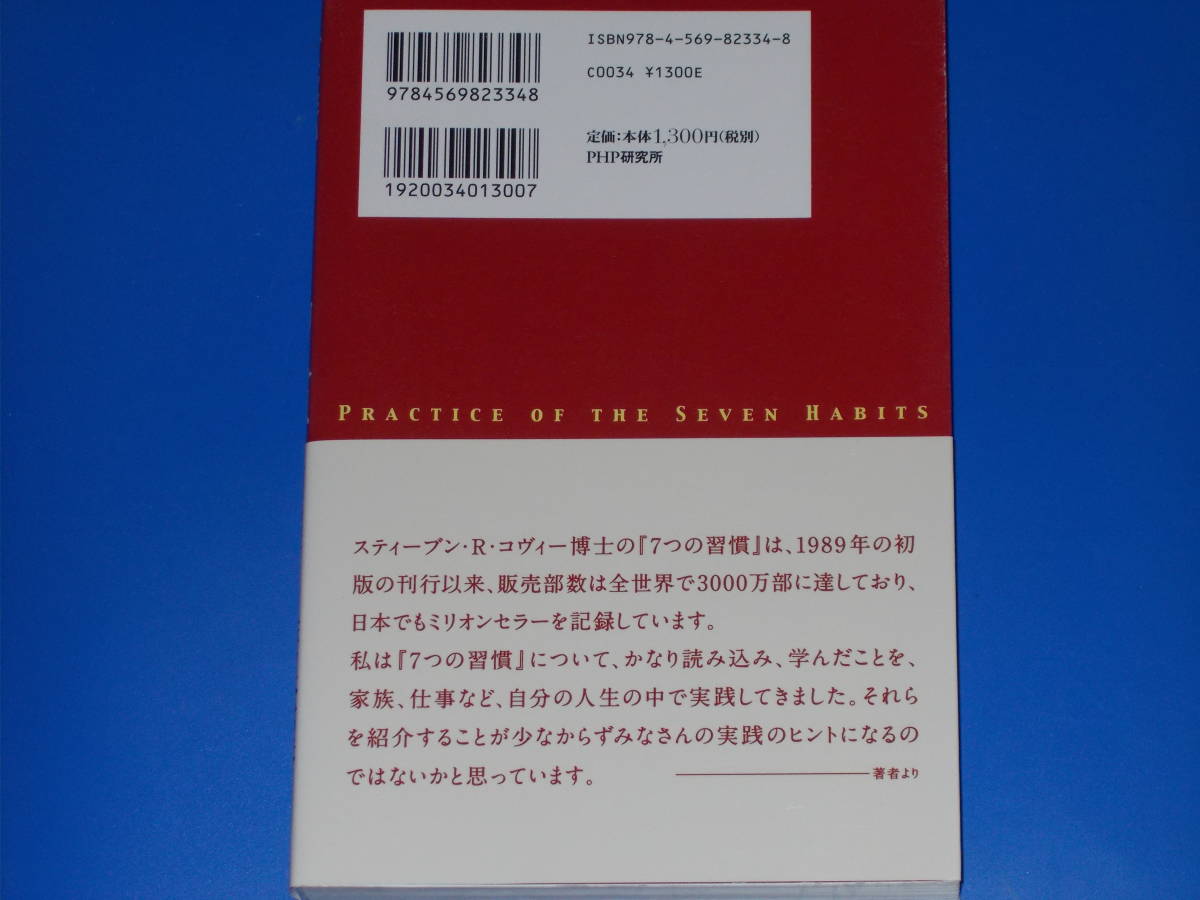 ISBN978-4-569-82334-8
C0034 ¥1300E
9784569823348
定価:本体1,300円(税別)
PHP研究所
1920034013007
PRACTICE OF THE SEVEN HABITS
スティーブン・R・コヴィー博士の『7つの習慣』は、1989年の初
版の刊行以来、販売部数は全世界で3000万部に達しており、
日本でもミリオンセラーを記録しています。
私は『7つの習慣』について、かなり読み込み、学んだことを、
家族、仕事など、自分の人生の中で実践してきました。それら
を紹介することが少なからずみなさんの実践のヒントになるの
ではないかと思っています。
著者より